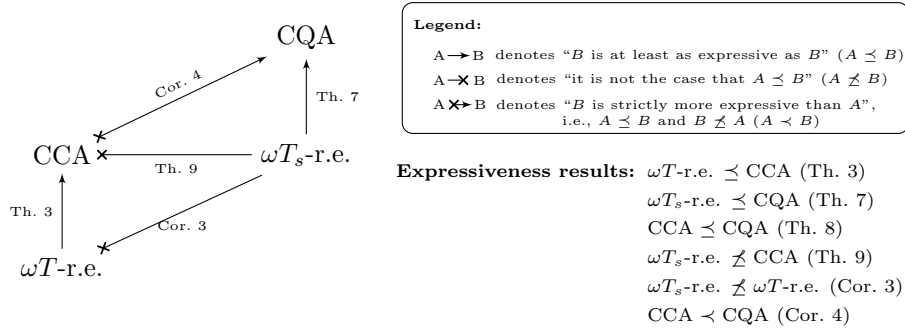 CQA
Cor. 4
Th. 7
CCA
Th. 9
ωTₛ-r.e.
Th. 3
Cor. 3
ωT-r.e.
Legend:
A → B denotes “B is at least as expressive as B” (A ⪯ B)
A →× B denotes “it is not the case that A ⪯ B” (A ⪯̸ B)
A ×→ B denotes “B is strictly more expressive than A”,
i.e., A ⪯ B and B ⪯̸ A (A ≺ B)
Expressiveness results: ωT-r.e. ⪯ CCA (Th. 3)
ωTₛ-r.e. ⪯ CQA (Th. 7)
CCA ⪯ CQA (Th. 8)
ωTₛ-r.e. ⪯̸ CCA (Th. 9)
ωTₛ-r.e. ⪯̸ ωT-r.e. (Cor. 3)
CCA ≺ CQA (Cor. 4)